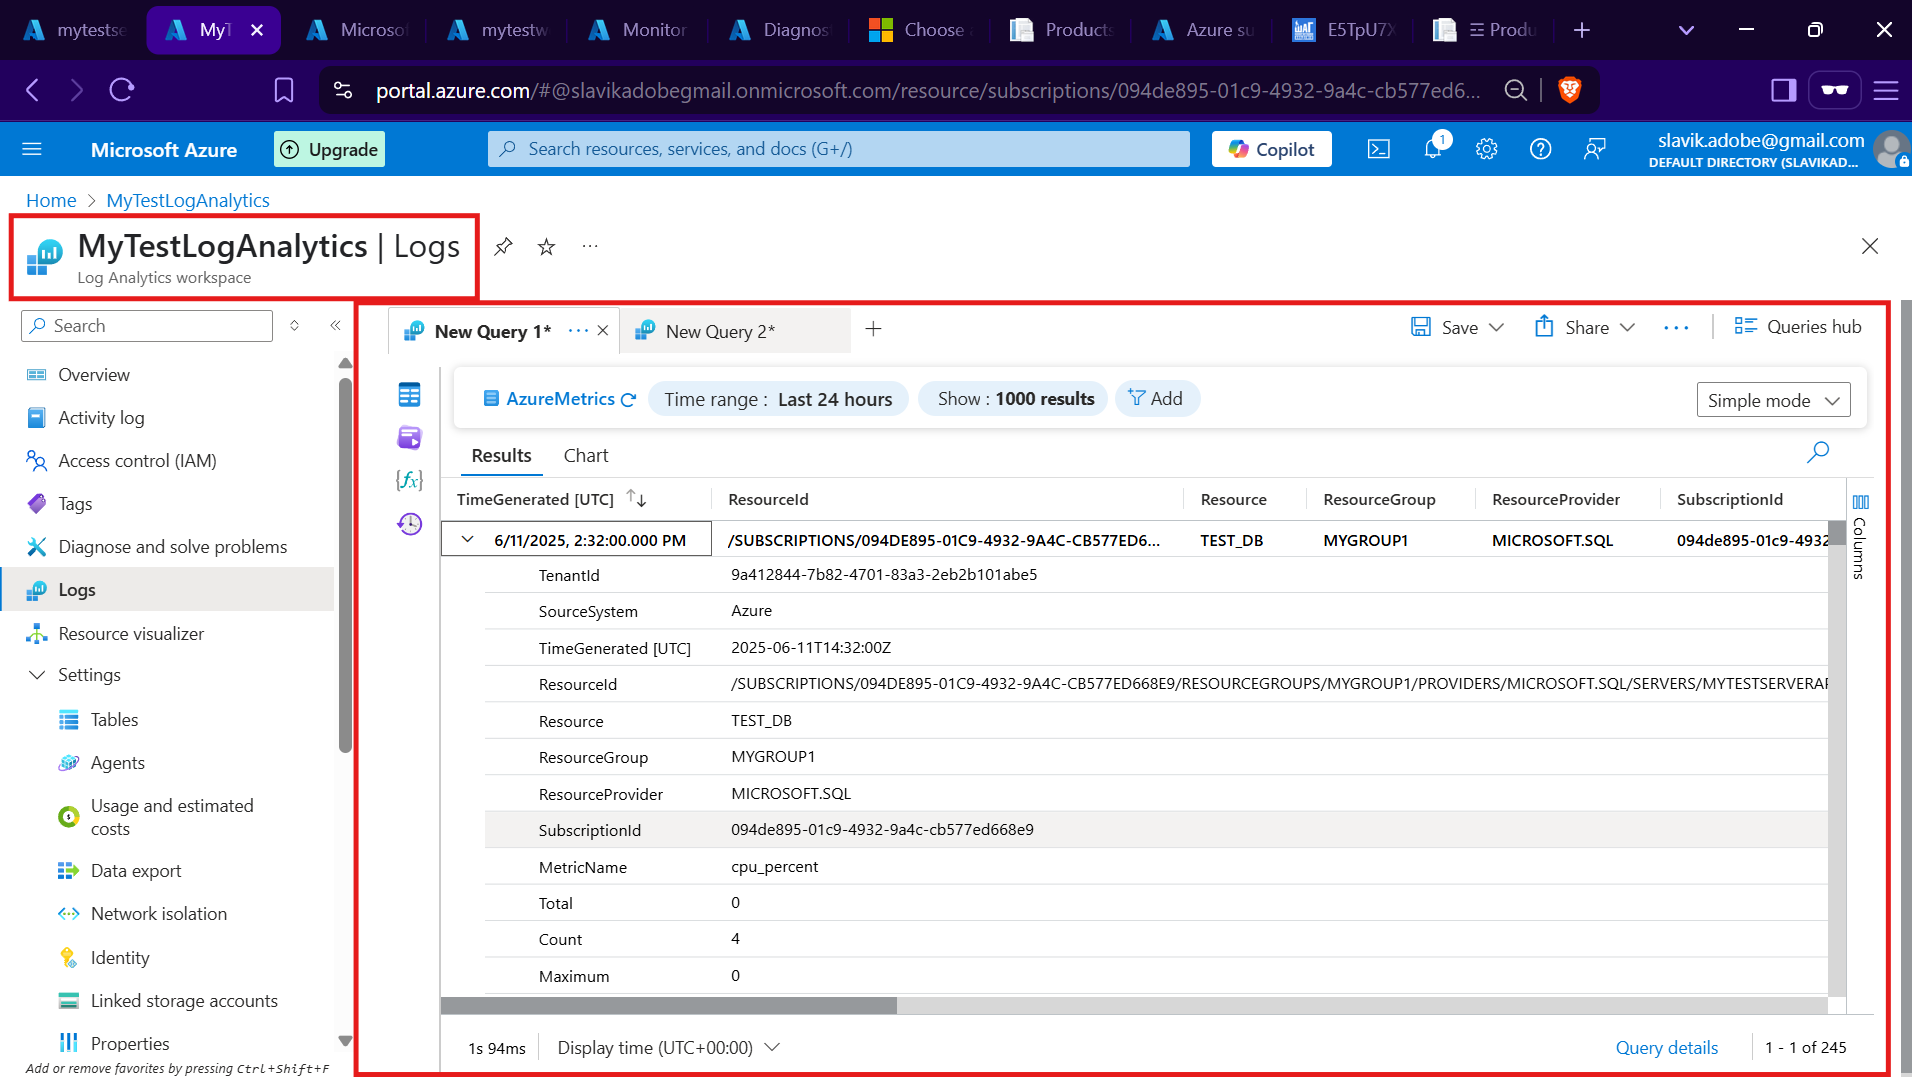 mytestse
MyT
Microsof
mytestw
Monitor
Diagnos
Choose a
Products
Azure su
E5TpU7X
Produ
portal.azure.com/#@slavikadobegmail.onmicrosoft.com/resource/subscriptions/094de895-01c9-4932-9a4c-cb577ed6...
Microsoft Azure
Upgrade
Search resources, services, and docs (G+/)
Copilot
1
slavik.adobe@gmail.com
DEFAULT DIRECTORY (SLAVIKAD...
Home > MyTestLogAnalytics
MyTestLogAnalytics | Logs
Log Analytics workspace
Search
Overview
Activity log
Access control (IAM)
Tags
Diagnose and solve problems
Logs
Resource visualizer
Settings
Tables
Agents
Usage and estimated
costs
Data export
Network isolation
Identity
Linked storage accounts
Properties
Add or remove favorites by pressing Ctrl+Shift+F
New Query 1* ···
New Query 2*
Save
Share
Queries hub
AzureMetrics
Time range : Last 24 hours
Show : 1000 results
Add
Simple mode
Results
Chart
TimeGenerated [UTC] ResourceId Resource ResourceGroup ResourceProvider SubscriptionId
6/11/2025, 2:32:00.000 PM /SUBSCRIPTIONS/094DE895-01C9-4932-9A4C-CB577ED6... TEST_DB MYGROUP1 MICROSOFT.SQL 094de895-01c9-4932
TenantId 9a412844-7b82-4701-83a3-2eb2b101abe5
SourceSystem Azure
TimeGenerated [UTC] 2025-06-11T14:32:00Z
ResourceId /SUBSCRIPTIONS/094DE895-01C9-4932-9A4C-CB577ED668E9/RESOURCEGROUPS/MYGROUP1/PROVIDERS/MICROSOFT.SQL/SERVERS/MYTESTSERVERAF
Resource TEST_DB
ResourceGroup MYGROUP1
ResourceProvider MICROSOFT.SQL
SubscriptionId 094de895-01c9-4932-9a4c-cb577ed668e9
MetricName cpu_percent
Total 0
Count 4
Maximum 0
Columns
1s 94ms
Display time (UTC+00:00)
Query details
1 - 1 of 245